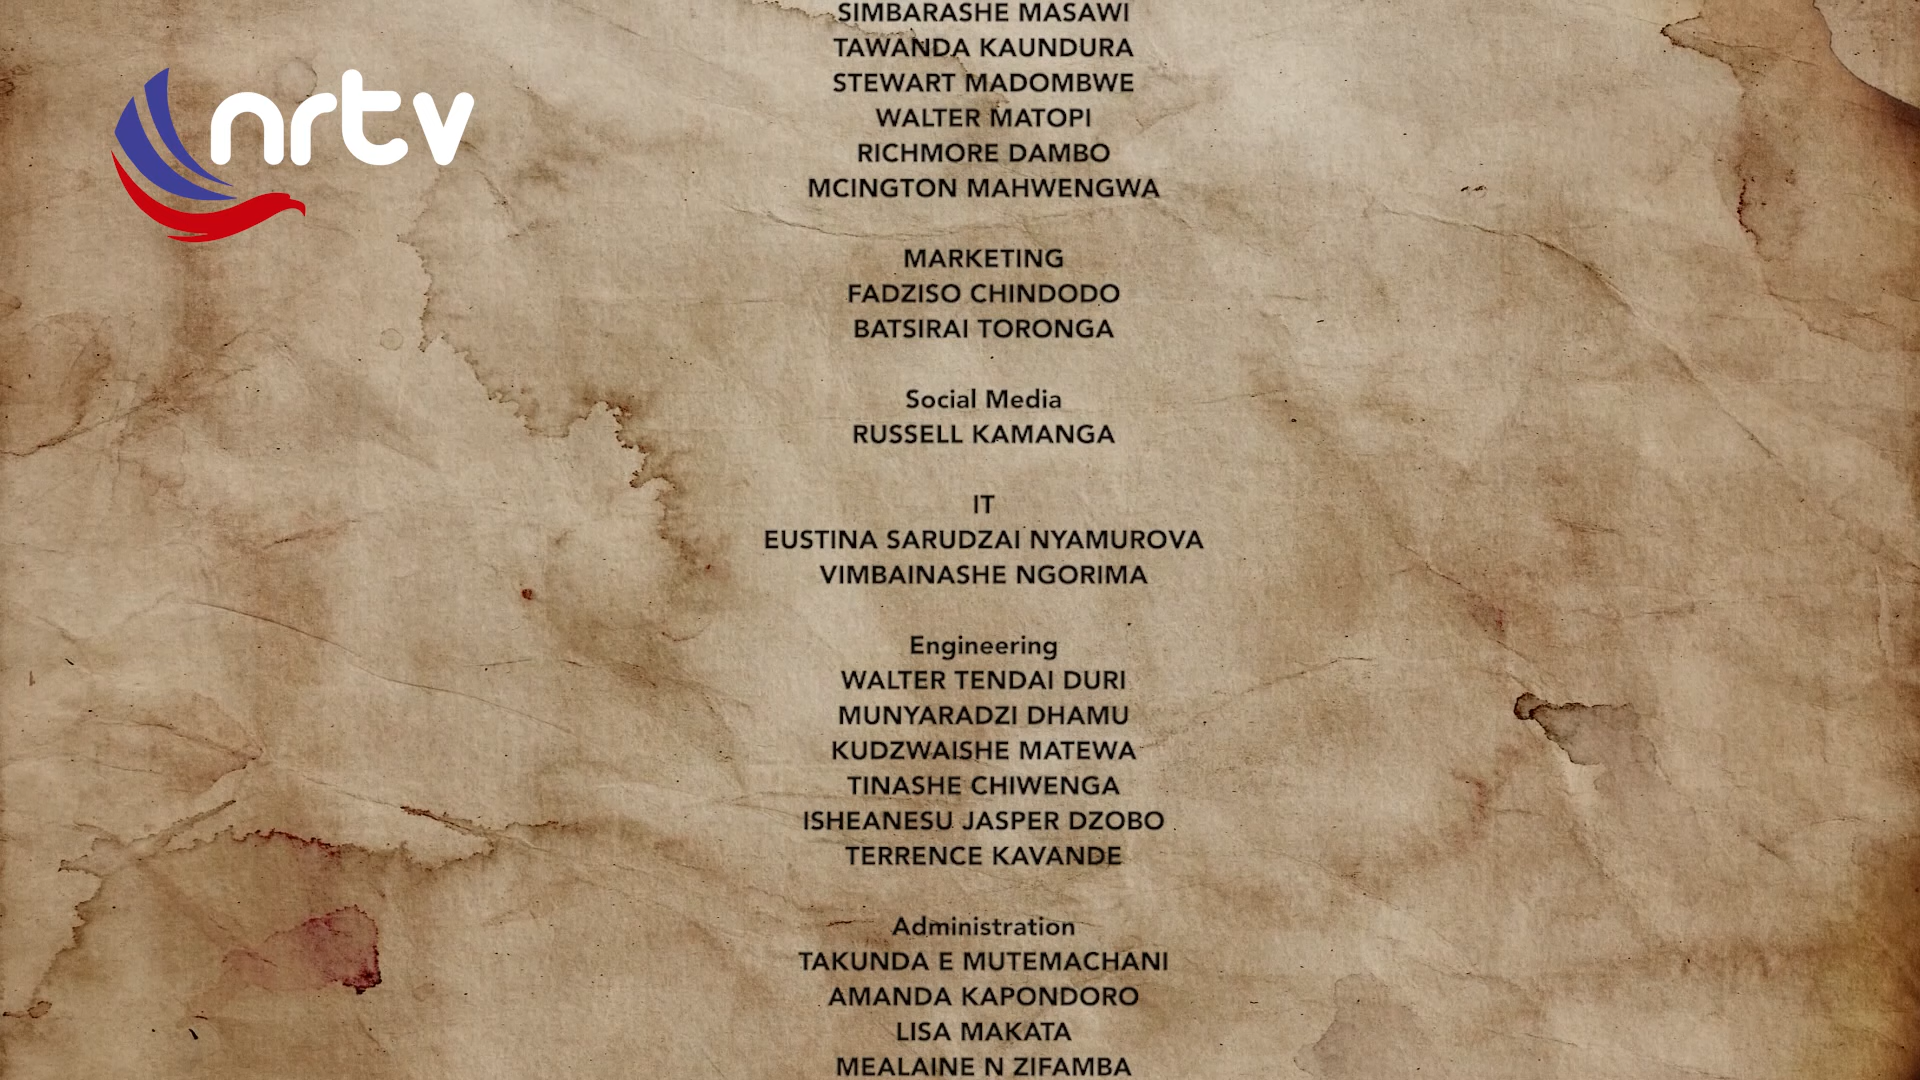 nrtv
SIMBARASHE MASAWI
TAWANDA KAUNDURA
STEWART MADOMBWE
WALTER MATOPI
RICHMORE DAMBO
MCINGTON MAHWENGWA
MARKETING
FADZISO CHINDODO
BATSIRAI TORONGA
Social Media
RUSSELL KAMANGA
IT
EUSTINA SARUDZAI NYAMUROVA
VIMBAINASHE NGORIMA
Engineering
WALTER TENDAI DURI
MUNYARADZI DHAMU
KUDZWAISHE MATEWA
TINASHE CHIWENGA
ISHEANESU JASPER DZOBO
TERRENCE KAVANDE
Administration
TAKUNDA E MUTEMACHANI
AMANDA KAPONDORO
LISA MAKATA
MEALAINE N ZIFAMBA